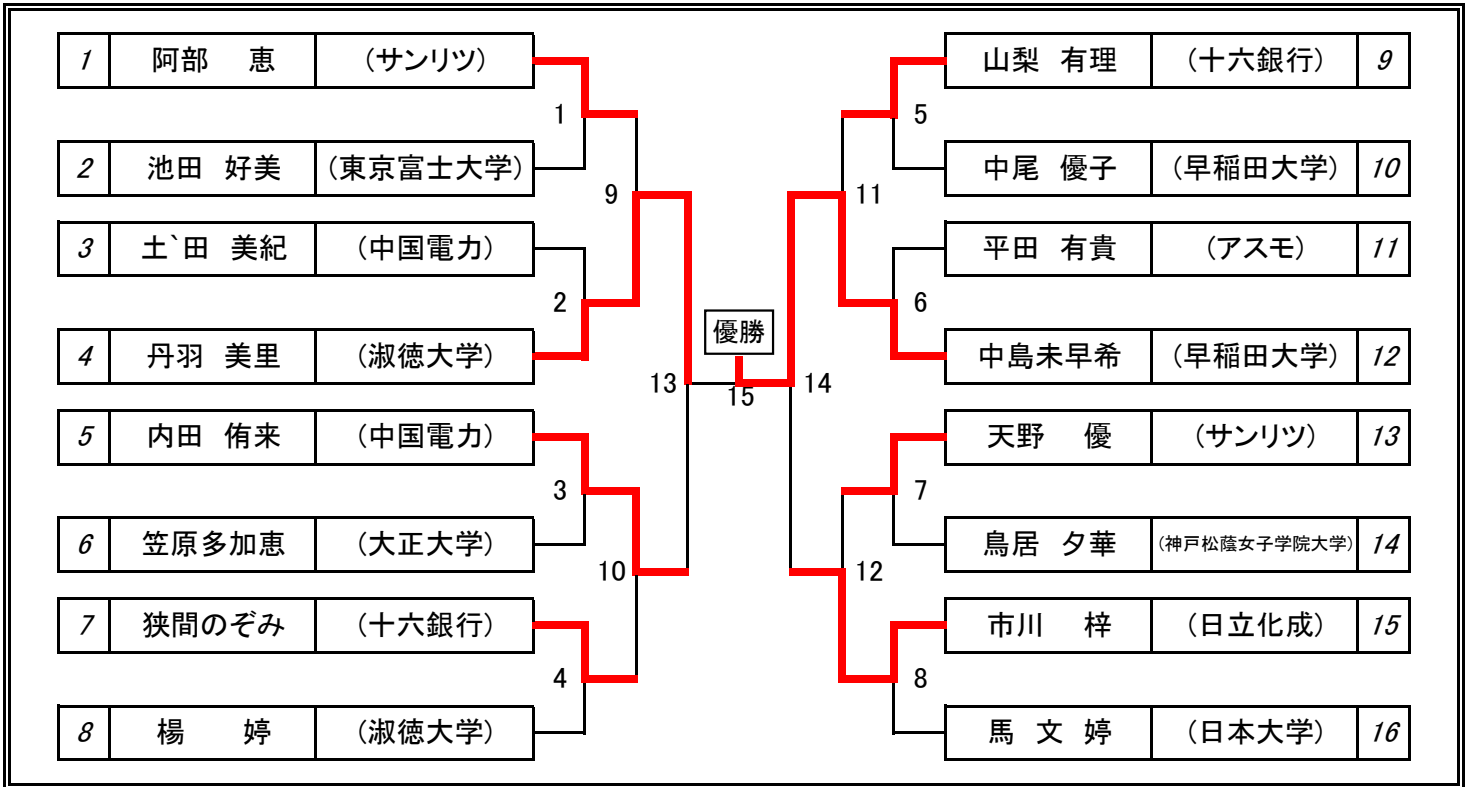 1 阿部 恵 (サンリツ)
2 池田 好美 (東京富士大学)
3 土`田 美紀 (中国電力)
4 丹羽 美里 (淑徳大学)
5 内田 侑来 (中国電力)
6 笠原多加恵 (大正大学)
7 狭間のぞみ (十六銀行)
8 楊 婷 (淑徳大学)
1
2
3
4
9
10
13
優勝
15
14
11
12
5
6
7
8
山梨 有理 (十六銀行) 9
中尾 優子 (早稲田大学) 10
平田 有貴 (アスモ) 11
中島未早希 (早稲田大学) 12
天野 優 (サンリツ) 13
鳥居 夕華 (神戸松蔭女子学院大学) 14
市川 梓 (日立化成) 15
馬 文 婷 (日本大学) 16